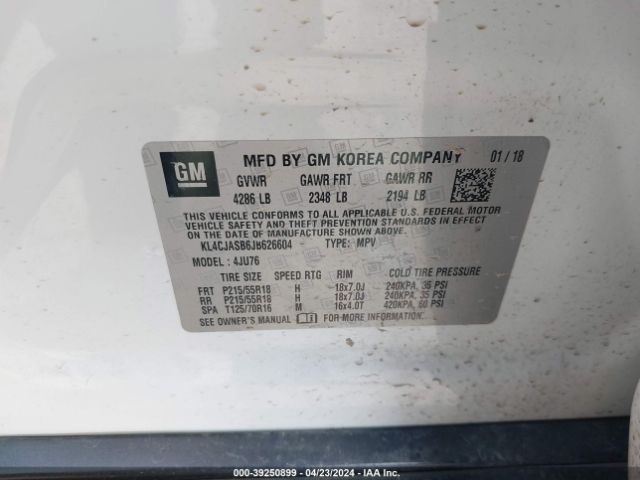 GM
MFD BY GM KOREA COMPANY 01/18
GVWR GAWR FRT GAWR RR
4286 LB 2348 LB 2194 LB
THIS VEHICLE CONFORMS TO ALL APPLICABLE U.S. FEDERAL MOTOR
VEHICLE SAFETY AND THEFT PREVENTION STANDARDS IN EFFECT
ON THE DATE OF MANUFACTURE SHOWN ABOVE.
KL4CJASB6JB626604 TYPE: MPV
MODEL: 4JU76
TIRE SIZE SPEED RTG RIM COLD TIRE PRESSURE
FRT P215/55R18 H 18x7.0J 240KPA, 35 PSI
RR P215/55R18 H 18x7.0J 240KPA, 35 PSI
SPA T125/70R16 M 16x4.0T 420KPA, 60 PSI
SEE OWNER'S MANUAL FOR MORE INFORMATION
000-39250899 - 04/23/2024 - IAA Inc.